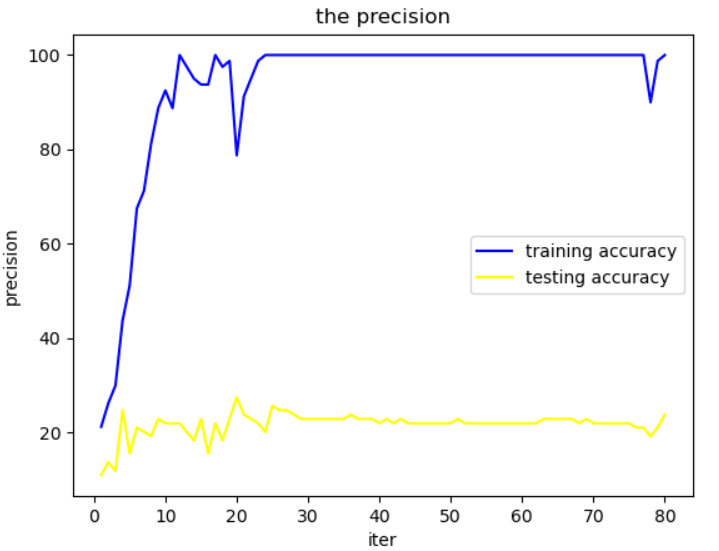 the precision
100
80
60
40
20
precision
training accuracy
testing accuracy
0 10 20 30 40 50 60 70 80
iter